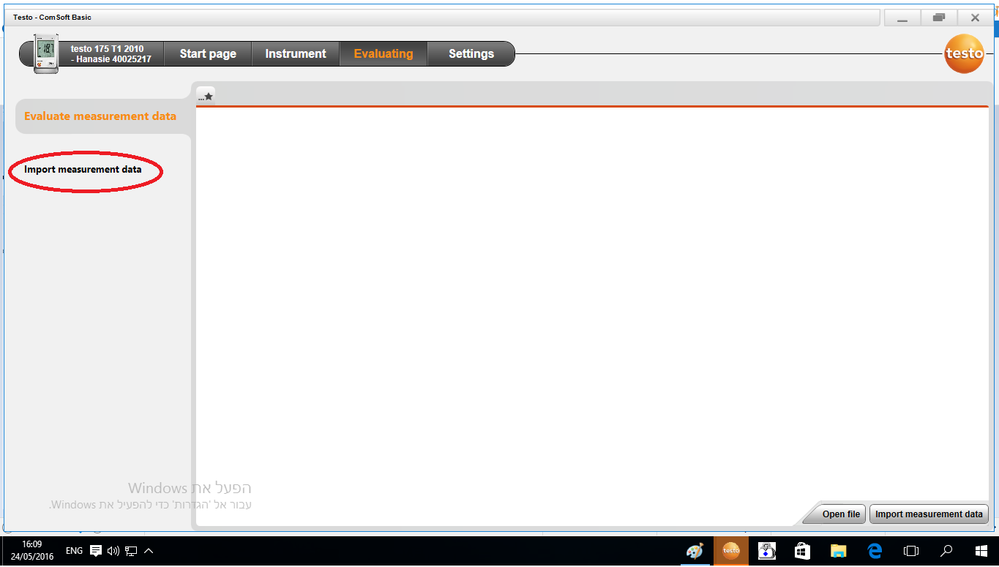 Testo - ComSoft Basic
testo 175 T1 2010
- Hanasie 40025217
Start page
Instrument
Evaluating
Settings
testo
...★
Evaluate measurement data
Import measurement data
הפעל את Windows
עבור אל 'הגדרות' כדי להפעיל את Windows.
Open file
Import measurement data
16:09
24/05/2016
ENG
testo